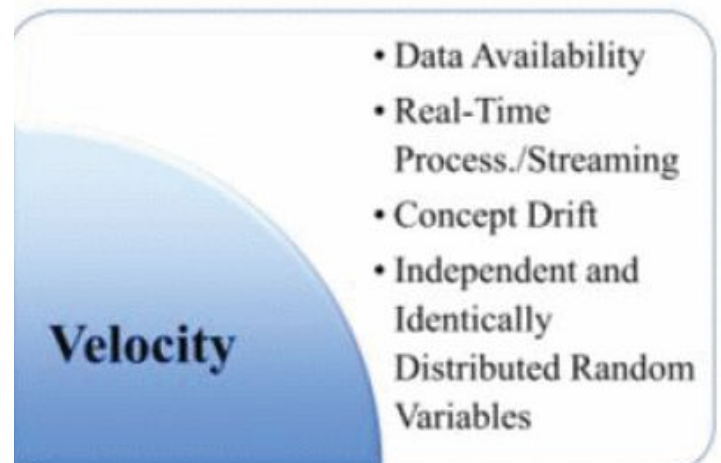 • Data Availability
• Real-Time
Process./Streaming
• Concept Drift
• Independent and
Identically
Distributed Random
Variables
Velocity